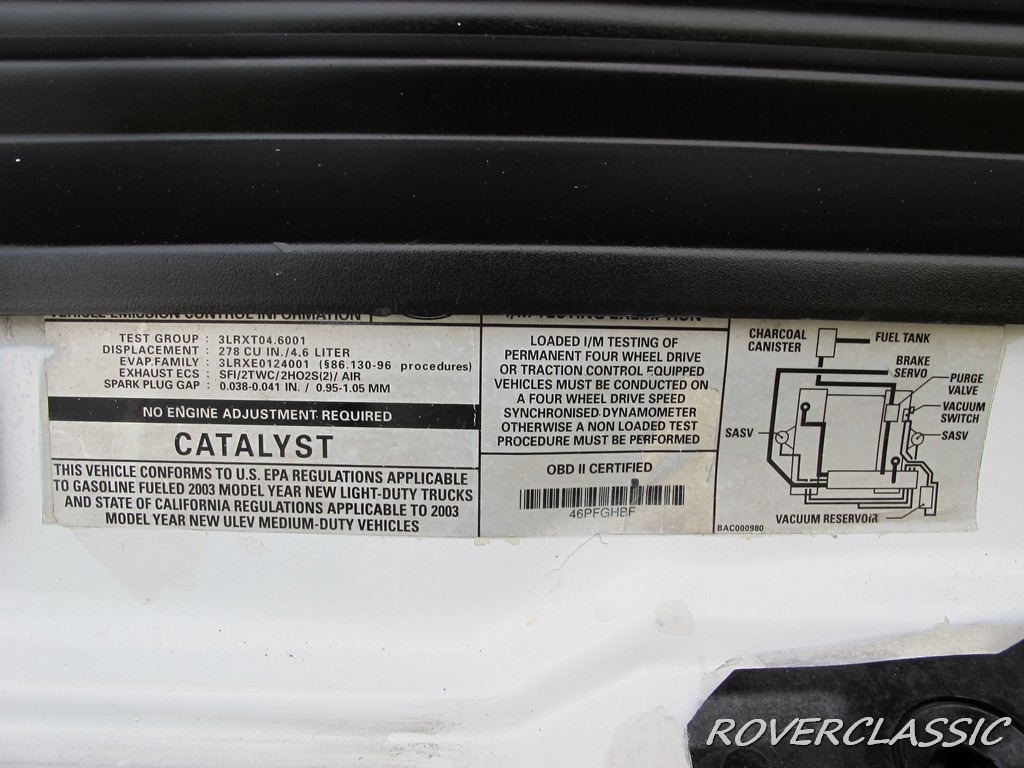 VEHICLE EMISSION CONTROL INFORMATION
TEST GROUP : 3LRXT04.6001
DISPLACEMENT : 278 CU IN./4.6 LITER
EVAP.FAMILY : 3LRXE0124001 (§86.130-96 procedures)
EXHAUST ECS : SFI/2TWC/2HO2S(2)/ AIR
SPARK PLUG GAP : 0.038-0.041 IN. / 0.95-1.05 MM
NO ENGINE ADJUSTMENT REQUIRED
CATALYST
THIS VEHICLE CONFORMS TO U.S. EPA REGULATIONS APPLICABLE
TO GASOLINE FUELED 2003 MODEL YEAR NEW LIGHT-DUTY TRUCKS
AND STATE OF CALIFORNIA REGULATIONS APPLICABLE TO 2003
MODEL YEAR NEW ULEV MEDIUM-DUTY VEHICLES
I/M TESTING EXEMPTION
LOADED I/M TESTING OF
PERMANENT FOUR WHEEL DRIVE
OR TRACTION CONTROL EQUIPPED
VEHICLES MUST BE CONDUCTED ON
A FOUR WHEEL DRIVE SPEED
SYNCHRONISED DYNAMOMETER
OTHERWISE A NON LOADED TEST
PROCEDURE MUST BE PERFORMED
OBD II CERTIFIED
46PFGHBF
CHARCOAL
CANISTER
FUEL TANK
BRAKE
SERVO
PURGE
VALVE
VACUUM
SWITCH
SASV
SASV
VACUUM RESERVOIR
BAC000980
ROVERCLASSIC